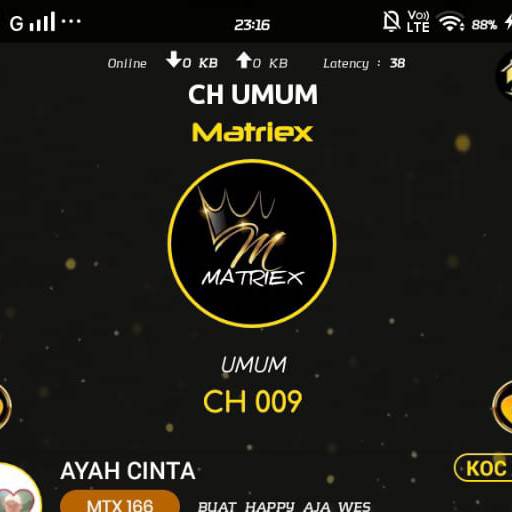 G 23:16 Vo)) LTE 88%
Online 0 KB 0 KB Latency : 38
CH UMUM
Matriex
M
MATRIEX
UMUM
CH 009
AYAH CINTA KOC
MTX 166 BUAT HAPPY AJA WES